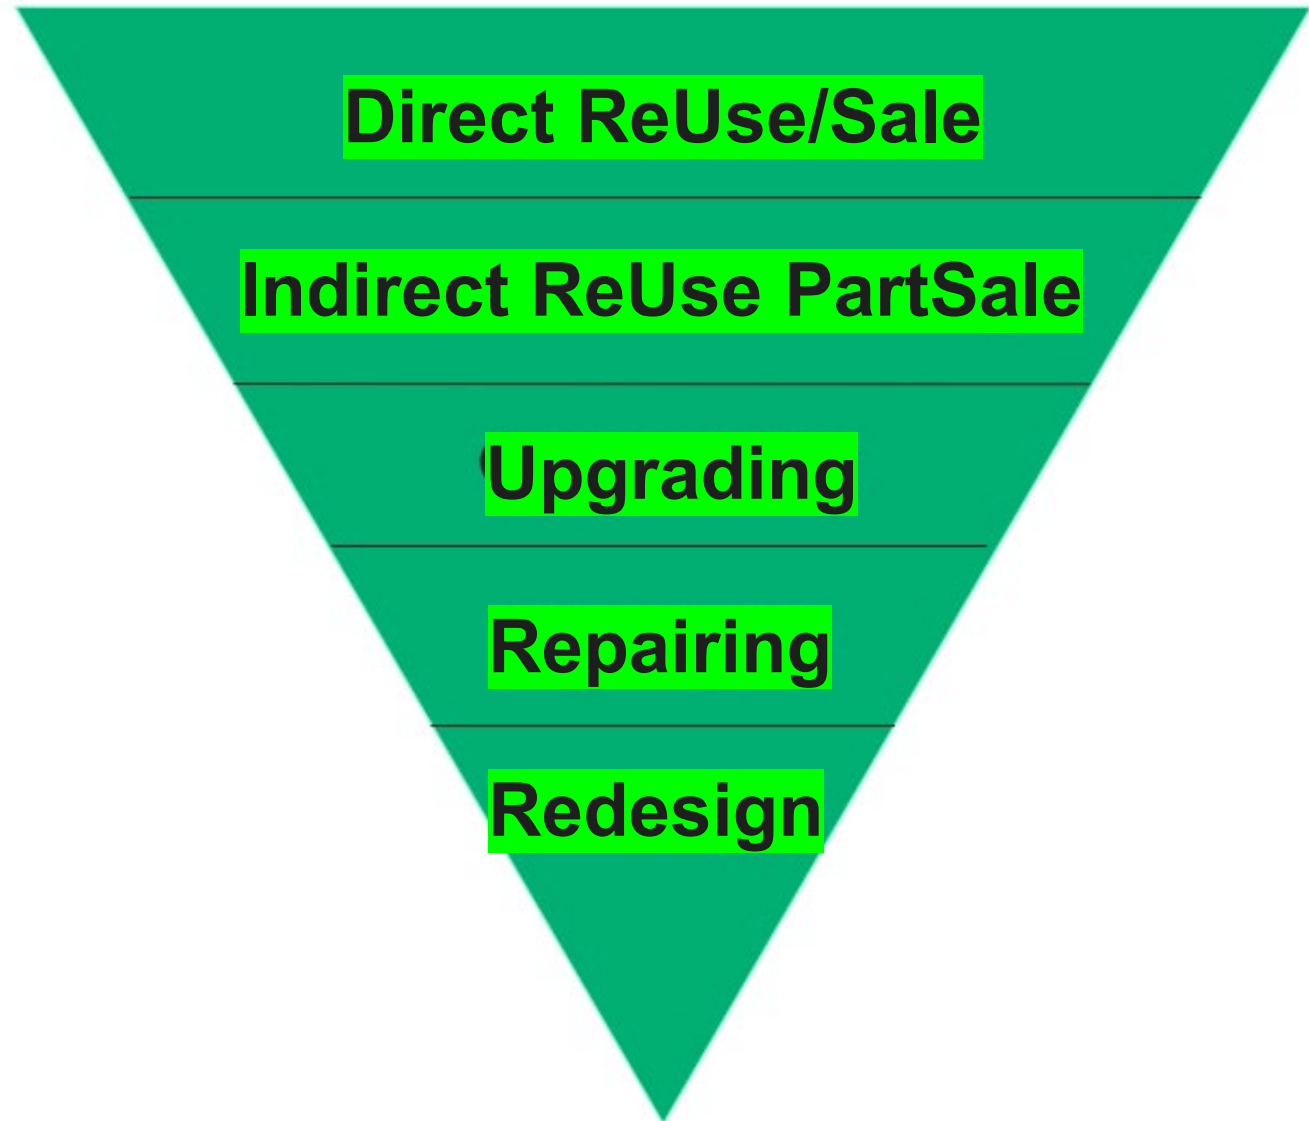 Direct ReUse/Sale
Indirect ReUse PartSale
Upgrading
Repairing
Redesign